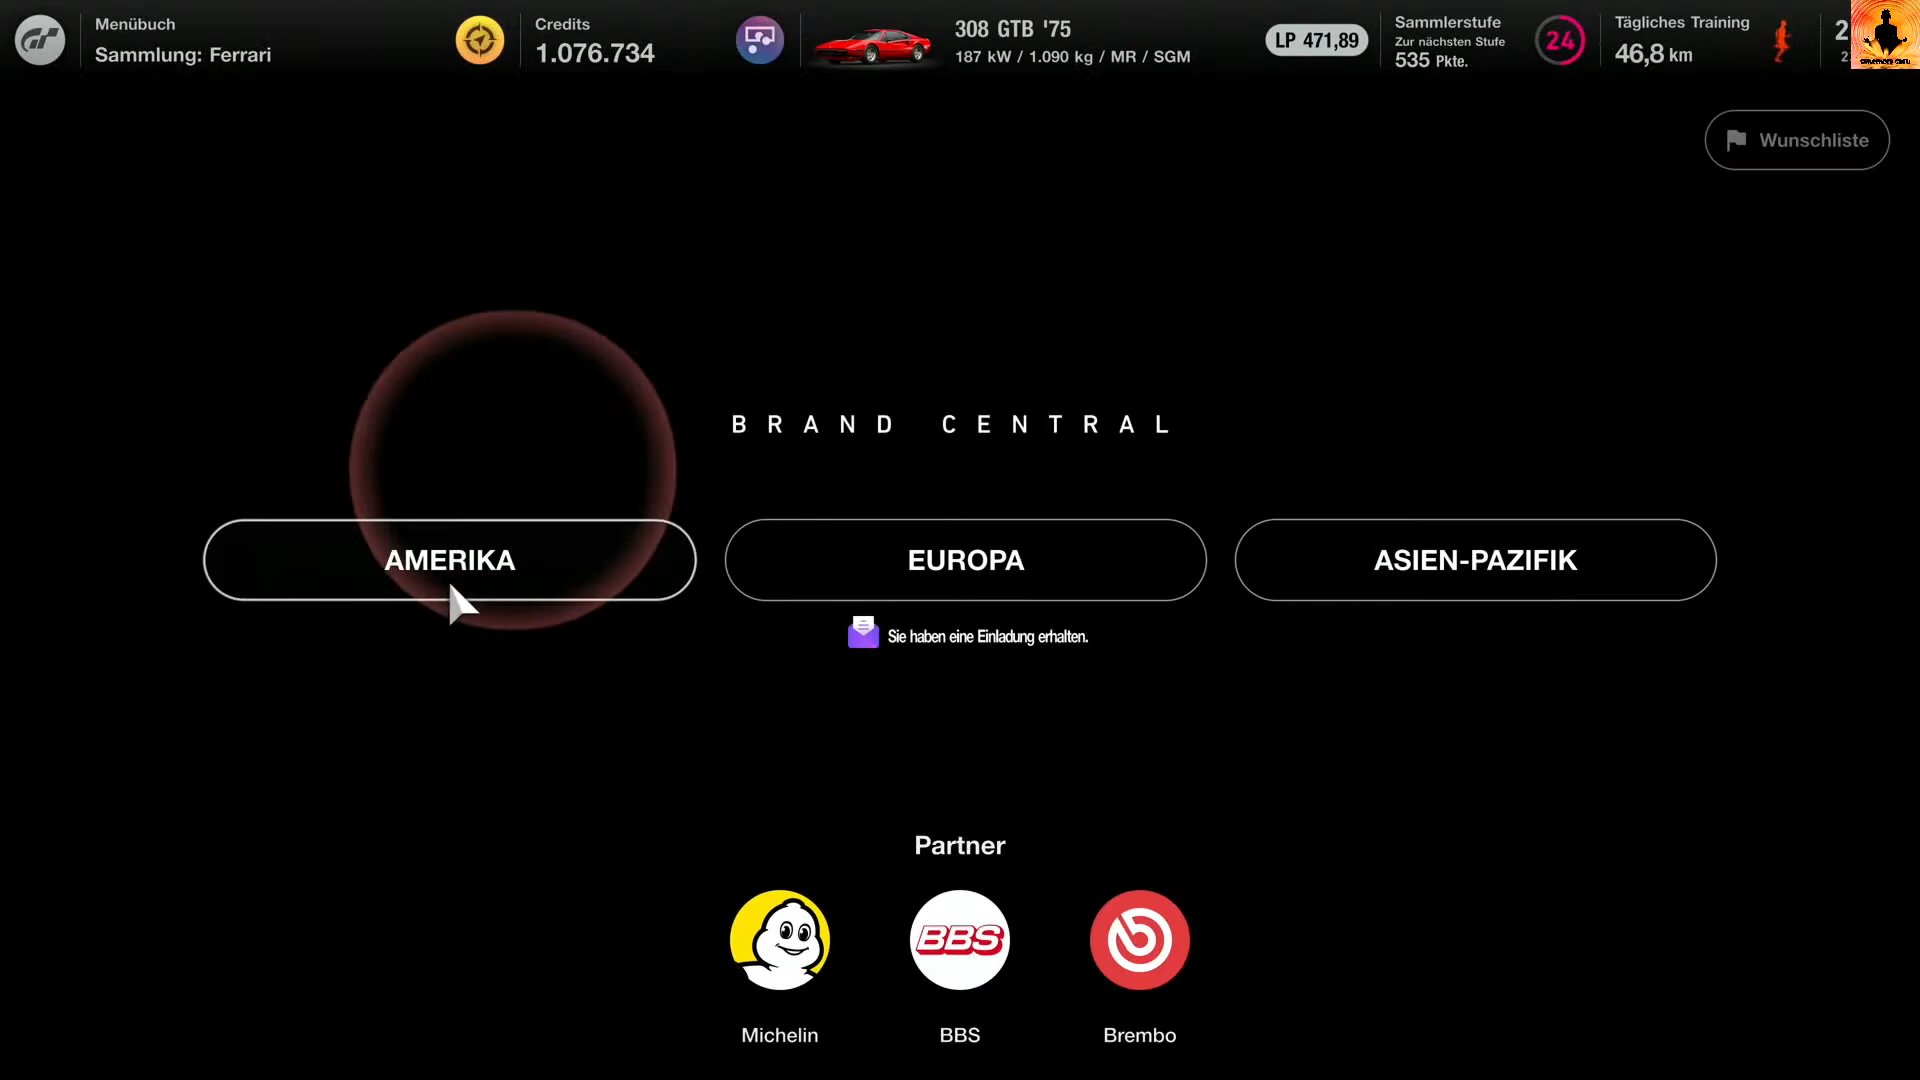 Menübuch
Sammlung: Ferrari
Credits
1.076.734
308 GTB '75
187 kW / 1.090 kg / MR / SGM
LP 471,89
Sammlerstufe
Zur nächsten Stufe
535 Pkte.
24
Tägliches Training
46,8 km
Wunschliste
BRAND CENTRAL
AMERIKA
EUROPA
ASIEN-PAZIFIK
Sie haben eine Einladung erhalten.
Partner
BBS
Michelin
BBS
Brembo